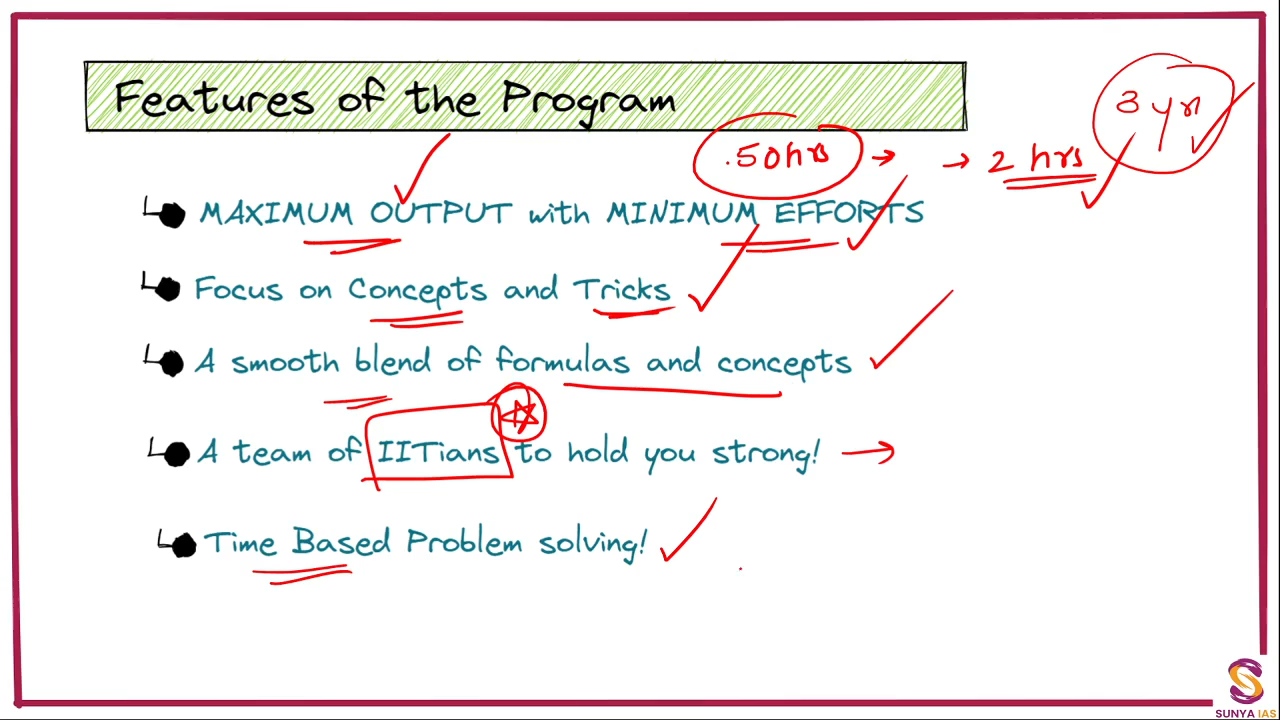 3 yrs
Features of the Program
.50hrs → → 2 hrs
MAXIMUM OUTPUT with MINIMUM EFFORTS
Focus on Concepts and Tricks
A smooth blend of formulas and concepts
A team of IITians to hold you strong! →
Time Based Problem solving!
SUNYA IAS